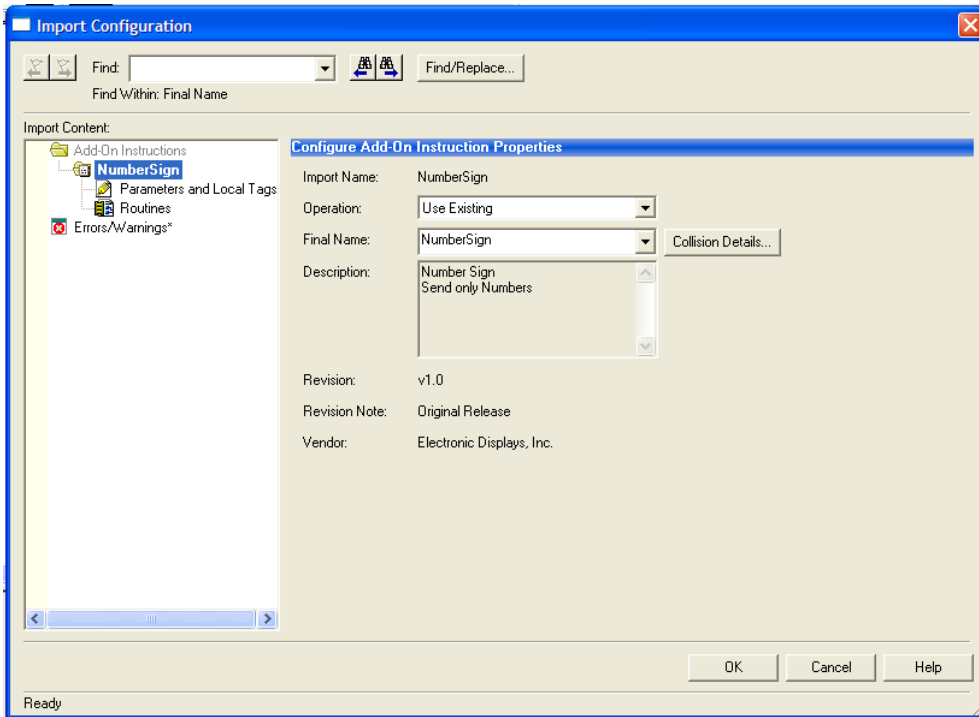 Import Configuration
Find:
Find/Replace...
Find Within: Final Name
Import Content:
Add-On Instructions
NumberSign
Parameters and Local Tags
Routines
Errors/Warnings*
Configure Add-On Instruction Properties
Import Name: NumberSign
Operation: Use Existing
Final Name: NumberSign Collision Details...
Description: Number Sign
Send only Numbers
Revision: v1.0
Revision Note: Original Release
Vendor: Electronic Displays, Inc.
OK Cancel Help
Ready